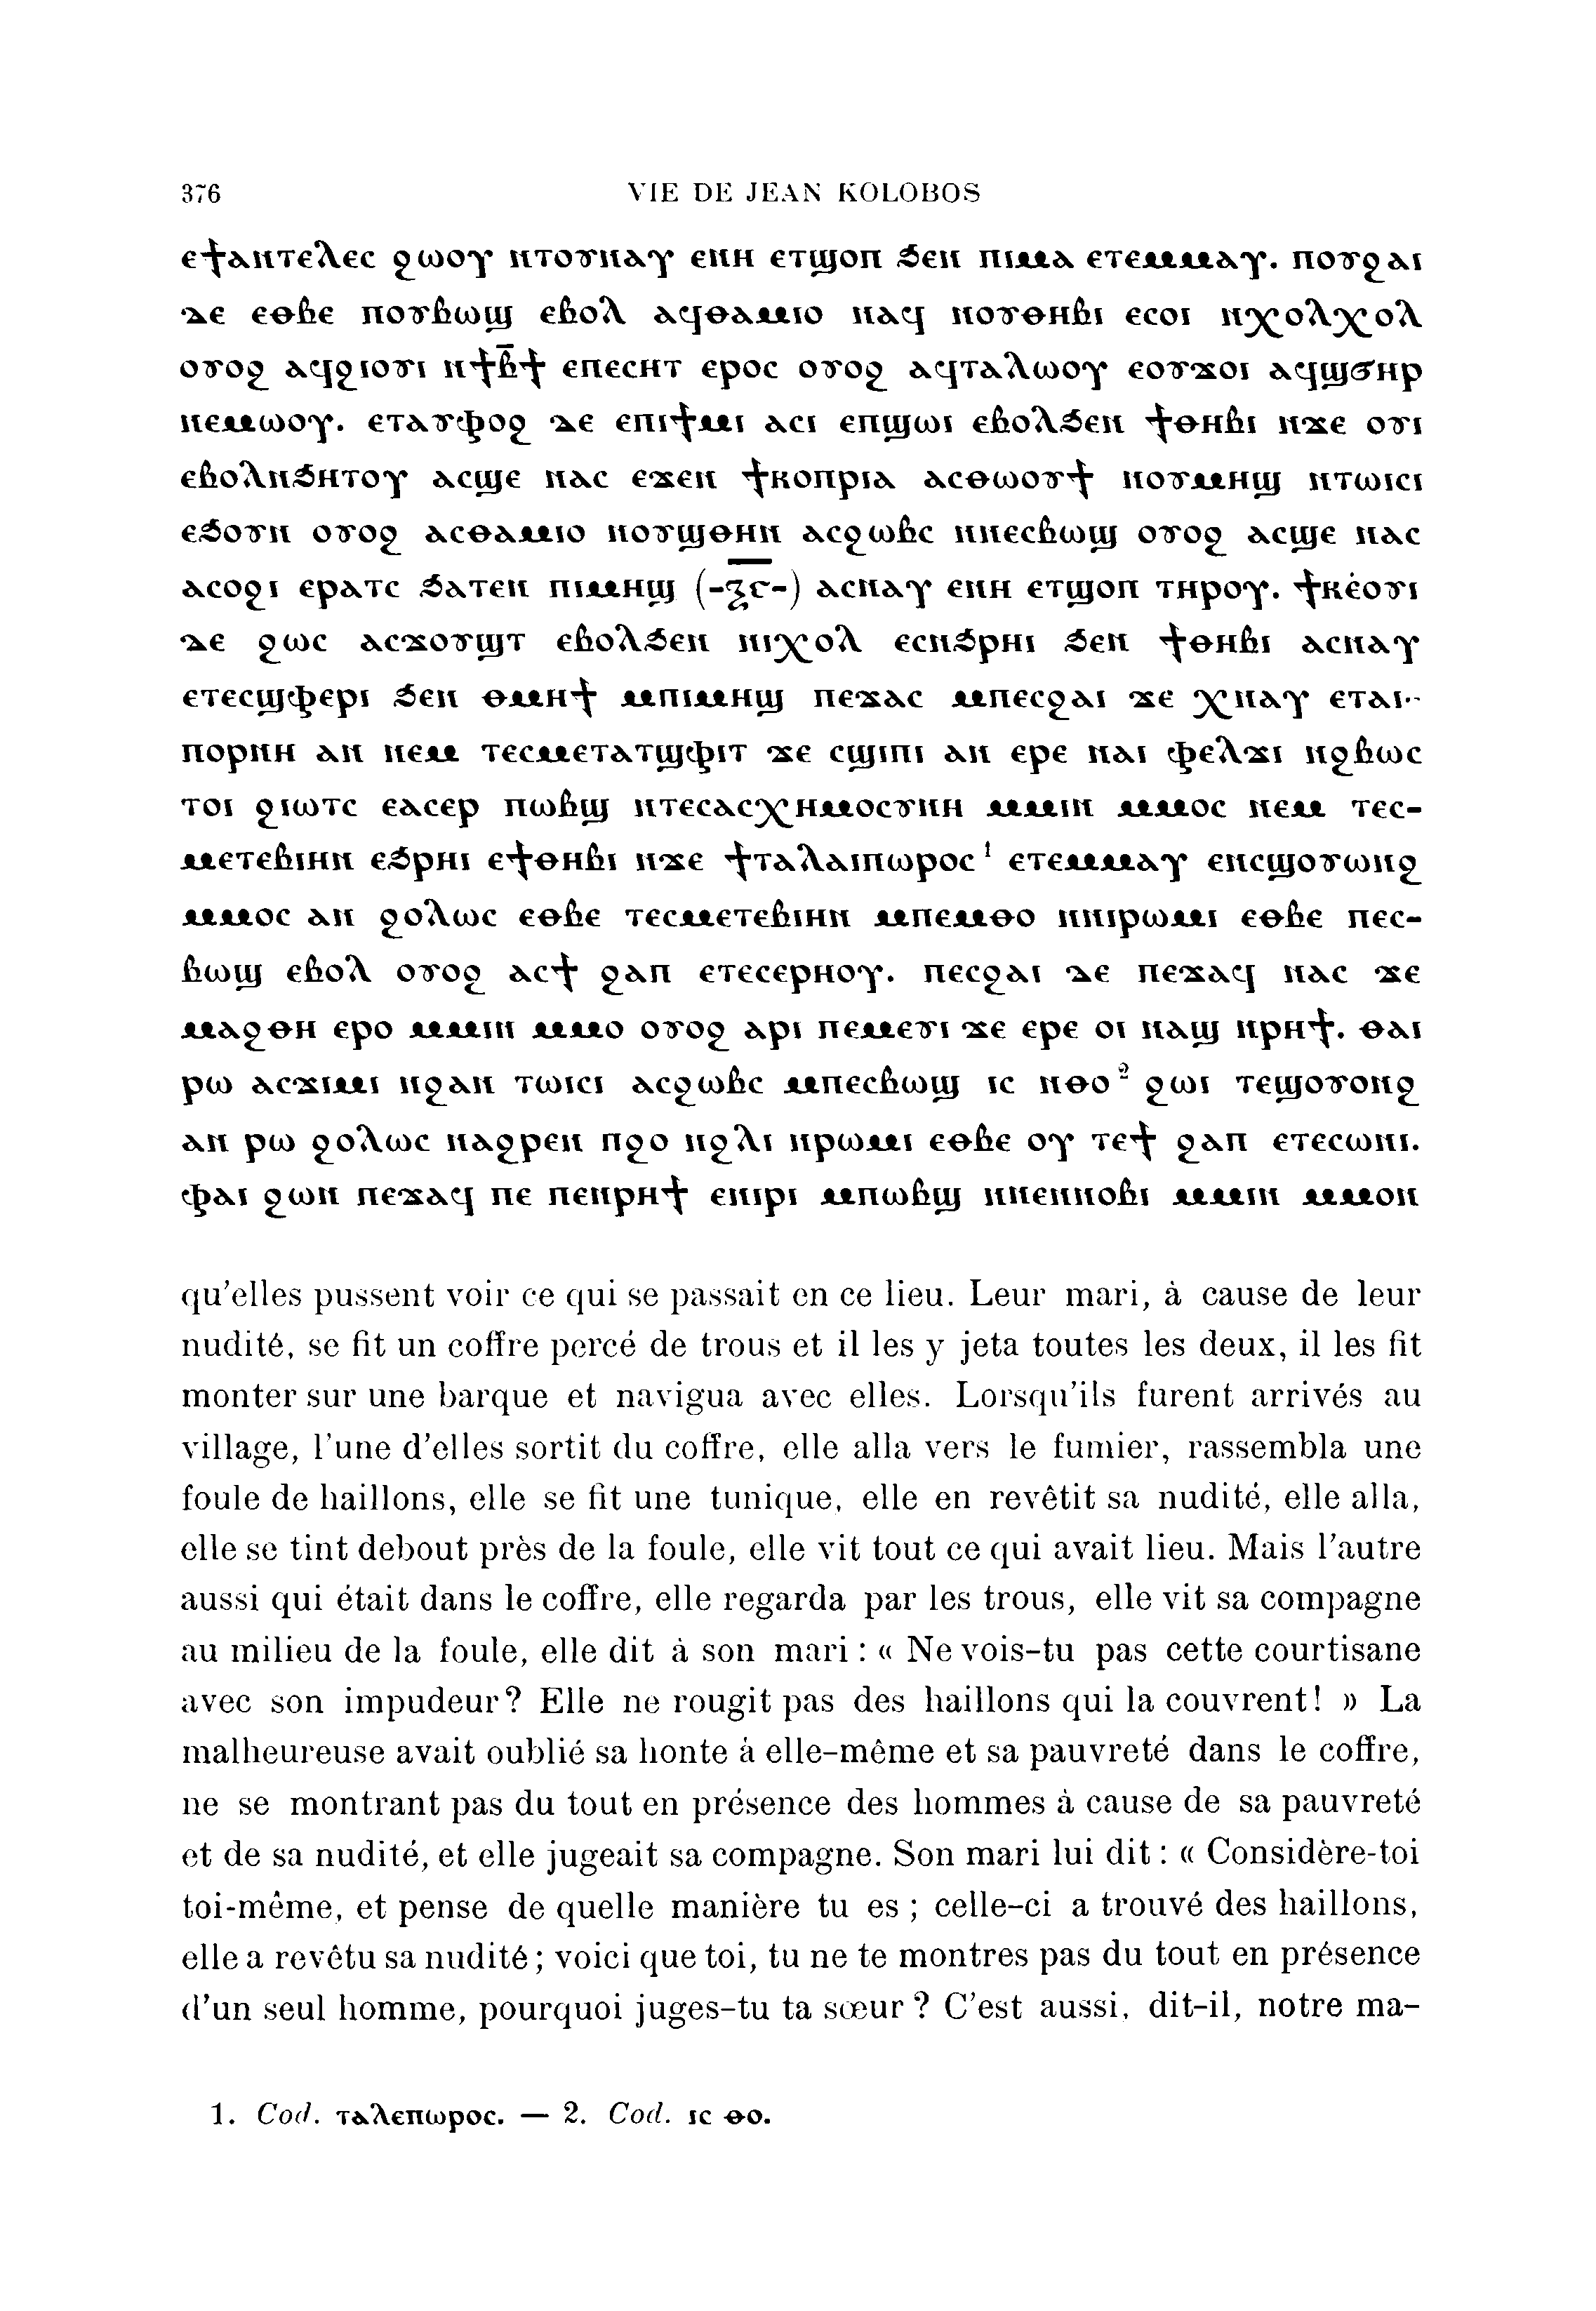 376 VIE DE JEAN KOLOBOS
ⲉϯⲁⲛⲧⲉⲗⲉⲥ ϩⲱⲟⲩ ⲛⲧⲟⲩⲛⲁⲩ ⲉⲛⲏ ⲉⲧϣⲟⲡ ϧⲉⲛ ⲡⲓⲙⲁ ⲉⲧⲉⲙⲙⲁⲩ. ⲡⲟⲩϩⲁⲓ
ⲇⲉ ⲉⲑⲃⲉ ⲡⲟⲩⲃⲱϣ ⲉⲃⲟⲗ ⲁϥⲑⲁⲙⲓⲟ ⲛⲁϥ ⲛⲟⲩⲑⲏⲃⲓ ⲉⲥⲟⲓ ⲛⲭⲟⲗⲭⲟⲗ
ⲟⲩⲟϩ ⲁϥϩⲓⲟⲩⲓ ⲛϯⲃ̅ϯ ⲉⲡⲉⲥⲏⲧ ⲉⲣⲟⲥ ⲟⲩⲟϩ ⲁϥⲧⲁⲗⲱⲟⲩ ⲉⲟⲩϫⲟⲓ ⲁϥϣϭⲏⲣ
ⲛⲉⲙⲱⲟⲩ. ⲉⲧⲁⲩⲫⲟϩ ⲇⲉ ⲉⲡⲓϯⲙⲓ ⲁⲥⲓ ⲉⲡϣⲱⲓ ⲉⲃⲟⲗϧⲉⲛ ϯⲑⲏⲃⲓ ⲛϫⲉ ⲟⲩⲓ
ⲉⲃⲟⲗⲛϧⲏⲧⲟⲩ ⲁⲥϣⲉ ⲛⲁⲥ ⲉϫⲉⲛ ϯⲕⲟⲡⲣⲓⲁ ⲁⲥⲑⲱⲟⲩϯ ⲛⲟⲩⲙⲏϣ ⲛⲧⲱⲓⲥⲓ
ⲉϧⲟⲩⲛ ⲟⲩⲟϩ ⲁⲥⲑⲁⲙⲓⲟ ⲛⲟⲩϣⲑⲏⲛ ⲁⲥϩⲱⲃⲥ ⲛⲡⲉⲥⲃⲱϣ ⲟⲩⲟϩ ⲁⲥϣⲉ ⲛⲁⲥ
ⲁⲥⲟϩⲓ ⲉⲣⲁⲧⲥ ϧⲁⲧⲉⲛ ⲡⲓⲙⲏϣ (-ⲝ̅ⲅ̅-) ⲁⲥⲛⲁⲩ ⲉⲛⲏ ⲉⲧϣⲟⲡ ⲧⲏⲣⲟⲩ. ϯⲕⲉⲟⲩⲓ
ⲇⲉ ϩⲱⲥ ⲁⲥϫⲟⲩϣⲧ ⲉⲃⲟⲗϧⲉⲛ ⲛⲓⲭⲟⲗ ⲉⲥⲛϧⲣⲏⲓ ϧⲉⲛ ϯⲑⲏⲃⲓ ⲁⲥⲛⲁⲩ
ⲉⲧⲉⲥϣⲫⲉⲣⲓ ϧⲉⲛ ⲑⲙⲏϯ ⲙⲡⲓⲙⲏϣ ⲡⲉϫⲁⲥ ⲙⲡⲉⲥϩⲁⲓ ϫⲉ ⲭⲛⲁⲩ ⲉⲧⲁⲓ-
ⲡⲟⲣⲛⲏ ⲁⲛ ⲛⲉⲙ ⲧⲉⲥⲙⲉⲧⲁⲧϣⲫⲓⲧ ϫⲉ ⲥϣⲓⲡⲓ ⲁⲛ ⲉⲣⲉ ⲛⲁⲓ ⲫⲉⲗϫⲓ ⲛϩⲃⲱⲥ
ⲧⲟⲓ ϩⲓⲱⲧⲥ ⲉⲁⲥⲉⲣ ⲡⲱⲃϣ ⲛⲧⲉⲥⲁⲥⲭⲏⲙⲟⲥⲩⲛⲏ ⲙⲙⲓⲛ ⲙⲙⲟⲥ ⲛⲉⲙ ⲧⲉⲥ-
ⲙⲉⲧⲉⲃⲓⲏⲛ ⲉϧⲣⲏⲓ ⲉϯⲑⲏⲃⲓ ⲛϫⲉ ϯⲧⲁⲗⲁⲓⲡⲱⲣⲟⲥ¹ ⲉⲧⲉⲙⲙⲁⲩ ⲉⲛⲥϣⲟⲩⲱⲛϩ
ⲙⲙⲟⲥ ⲁⲛ ϩⲟⲗⲱⲥ ⲉⲑⲃⲉ ⲧⲉⲥⲙⲉⲧⲉⲃⲓⲏⲛ ⲙⲡⲉⲙⲑⲟ ⲛⲛⲓⲣⲱⲙⲓ ⲉⲑⲃⲉ ⲡⲉⲥ-
ⲃⲱϣ ⲉⲃⲟⲗ ⲟⲩⲟϩ ⲁⲥϯ ϩⲁⲡ ⲉⲧⲉⲥⲉⲣⲏⲟⲩ. ⲡⲉⲥϩⲁⲓ ⲇⲉ ⲡⲉϫⲁϥ ⲛⲁⲥ ϫⲉ
ⲙⲁϩⲑⲏ ⲉⲣⲟ ⲙⲙⲓⲛ ⲙⲙⲟ ⲟⲩⲟϩ ⲁⲣⲓ ⲡⲉⲙⲉⲩⲓ ϫⲉ ⲉⲣⲉ ⲟⲓ ⲛⲁϣ ⲛⲣⲏϯ. ⲑⲁⲓ
ⲣⲱ ⲁⲥϫⲓⲙⲓ ⲛϩⲁⲛ ⲧⲱⲓⲥⲓ ⲁⲥϩⲱⲃⲥ ⲙⲡⲉⲥⲃⲱϣ ⲓⲥ ⲛⲑⲟ² ϩⲱⲓ ⲧⲉϣⲟⲩⲟⲛϩ
ⲁⲛ ⲣⲱ ϩⲟⲗⲱⲥ ⲛⲁϩⲣⲉⲛ ⲡϩⲟ ⲛϩⲗⲓ ⲛⲣⲱⲙⲓ ⲉⲑⲃⲉ ⲟⲩ ⲧⲉϯ ϩⲁⲡ ⲉⲧⲉⲥⲱⲛⲓ.
ⲫⲁⲓ ϩⲱⲛ ⲡⲉϫⲁϥ ⲡⲉ ⲡⲉⲛⲣⲏϯ ⲉⲛⲓⲣⲓ ⲙⲡⲱⲃϣ ⲛⲛⲉⲛⲛⲟⲃⲓ ⲙⲙⲓⲛ ⲙⲙⲟⲛ
qu'elles pussent voir ce qui se passait en ce lieu. Leur mari, à cause de leur
nudité, se fit un coffre percé de trous et il les y jeta toutes les deux, il les fit
monter sur une barque et navigua avec elles. Lorsqu'ils furent arrivés au
village, l'une d'elles sortit du coffre, elle alla vers le fumier, rassembla une
foule de haillons, elle se fit une tunique, elle en revêtit sa nudité, elle alla,
elle se tint debout près de la foule, elle vit tout ce qui avait lieu. Mais l'autre
aussi qui était dans le coffre, elle regarda par les trous, elle vit sa compagne
au milieu de la foule, elle dit à son mari : « Ne vois-tu pas cette courtisane
avec son impudeur? Elle ne rougit pas des haillons qui la couvrent! » La
malheureuse avait oublié sa honte à elle-même et sa pauvreté dans le coffre,
ne se montrant pas du tout en présence des hommes à cause de sa pauvreté
et de sa nudité, et elle jugeait sa compagne. Son mari lui dit : « Considère-toi
toi-même, et pense de quelle manière tu es ; celle-ci a trouvé des haillons,
elle a revêtu sa nudité ; voici que toi, tu ne te montres pas du tout en présence
d'un seul homme, pourquoi juges-tu ta sœur ? C'est aussi, dit-il, notre ma-
1. Cod. ⲧⲁⲗⲉⲡⲱⲣⲟⲥ. — 2. Cod. ⲓⲥ ⲑⲟ.